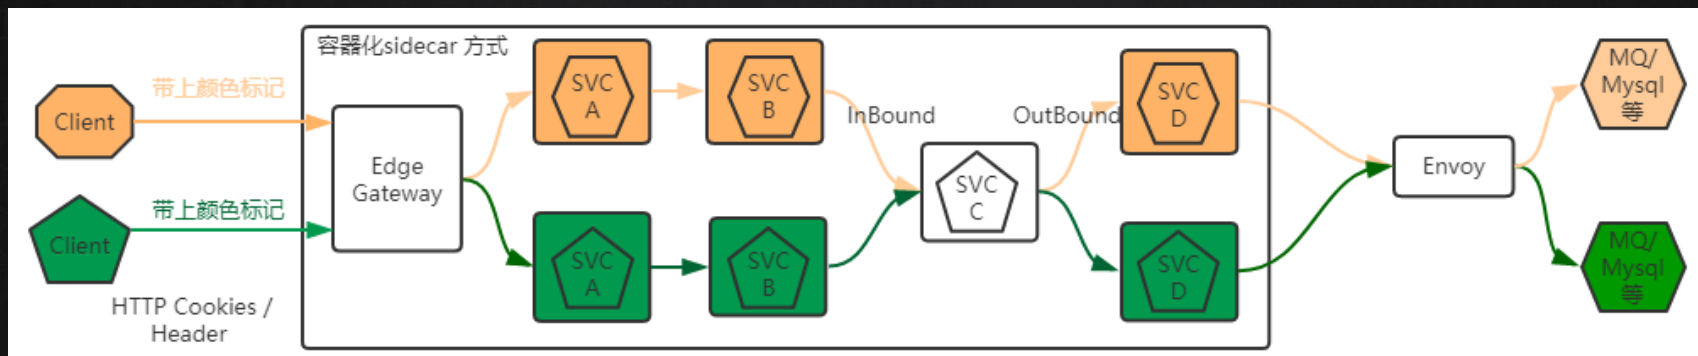 容器化sidecar 方式
带上颜色标记
Client
带上颜色标记
Client
HTTP Cookies /
Header
Edge
Gateway
SVC
A
SVC
B
SVC
A
SVC
B
InBound
SVC
C
OutBound
SVC
D
SVC
D
Envoy
MQ/
Mysql
等
MQ/
Mysql
等